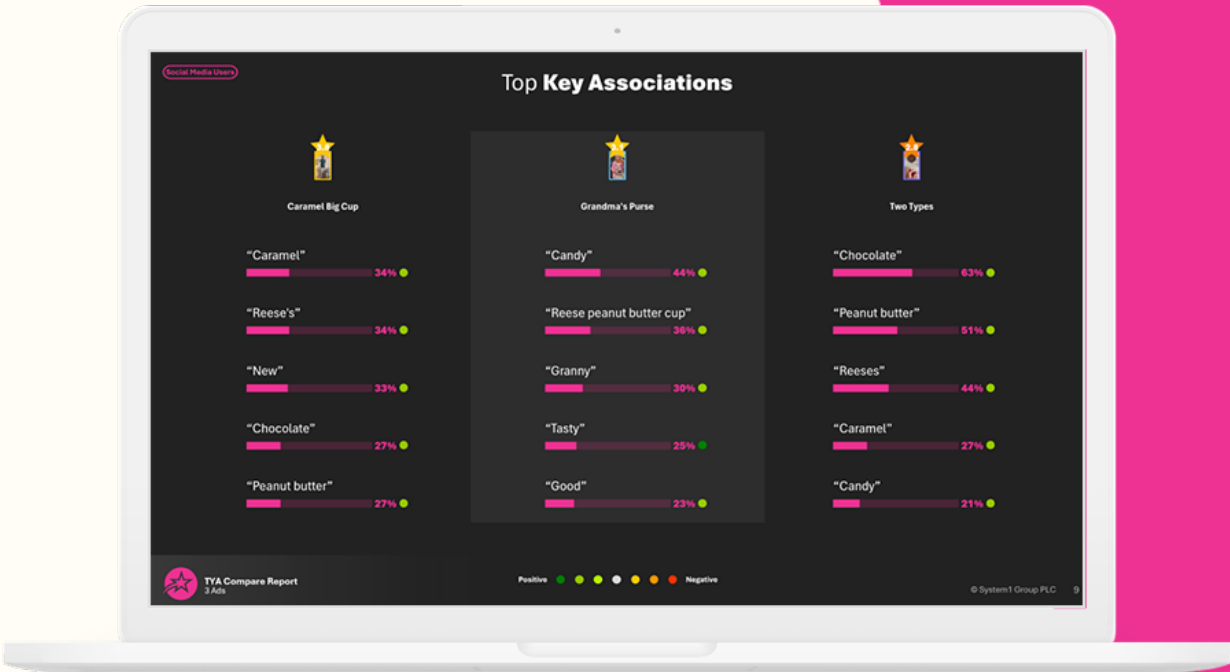 Social Media Users
Top Key Associations
Caramel Big Cup
“Caramel”
34%
“Reese's”
34%
“New”
33%
“Chocolate”
27%
“Peanut butter”
27%
Grandma's Purse
“Candy”
44%
“Reese peanut butter cup”
36%
“Granny”
30%
“Tasty”
25%
“Good”
23%
2.9
Two Types
“Chocolate”
63%
“Peanut butter”
51%
“Reeses”
44%
“Caramel”
27%
“Candy”
21%
TYA Compare Report
3 Ads
Positive Negative
© System1 Group PLC 9